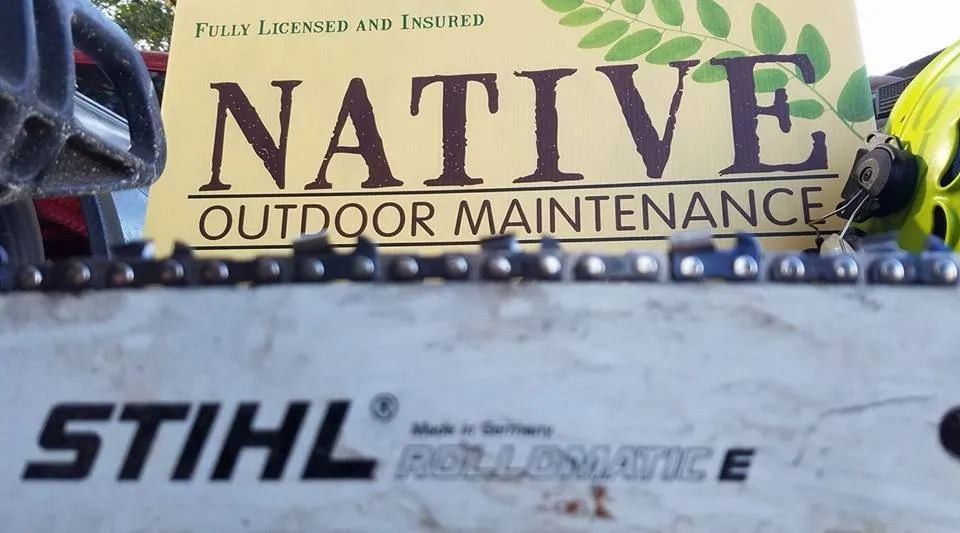 Fully Licensed and Insured
NATIVE
OUTDOOR MAINTENANCE
STIHL®
Made in Germany
ROLLOMATIC E